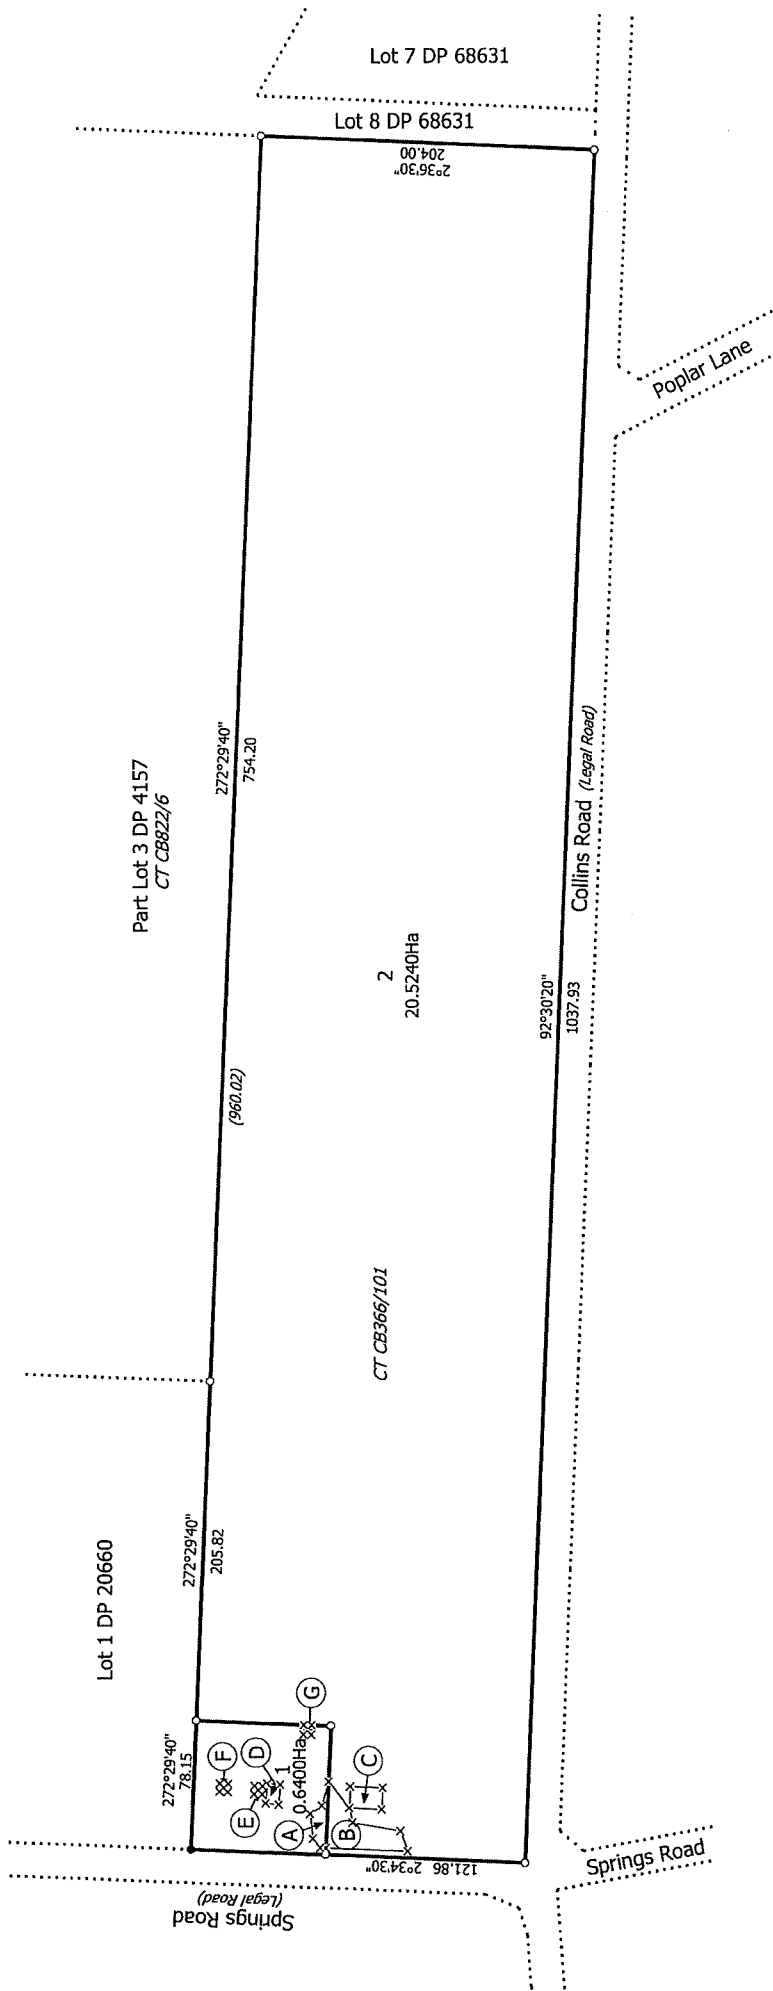 Lot 7 DP 68631
Lot 8 DP 68631
204.00
2°36'30"
Poplar Lane
272°29'40"
754.20
Part Lot 3 DP 4157
CT CB822/6
Collins Road (Legal Road)
2
20.5240Ha
92°30'20"
1037.93
(960.02)
CT CB366/101
272°29'40"
205.82
Lot 1 DP 20660
272°29'40"
78.15
G
F
D
E
1
0.6400Ha
C
A
B
121.86 2°34'30"
Springs Road
Springs Road
(Legal Road)